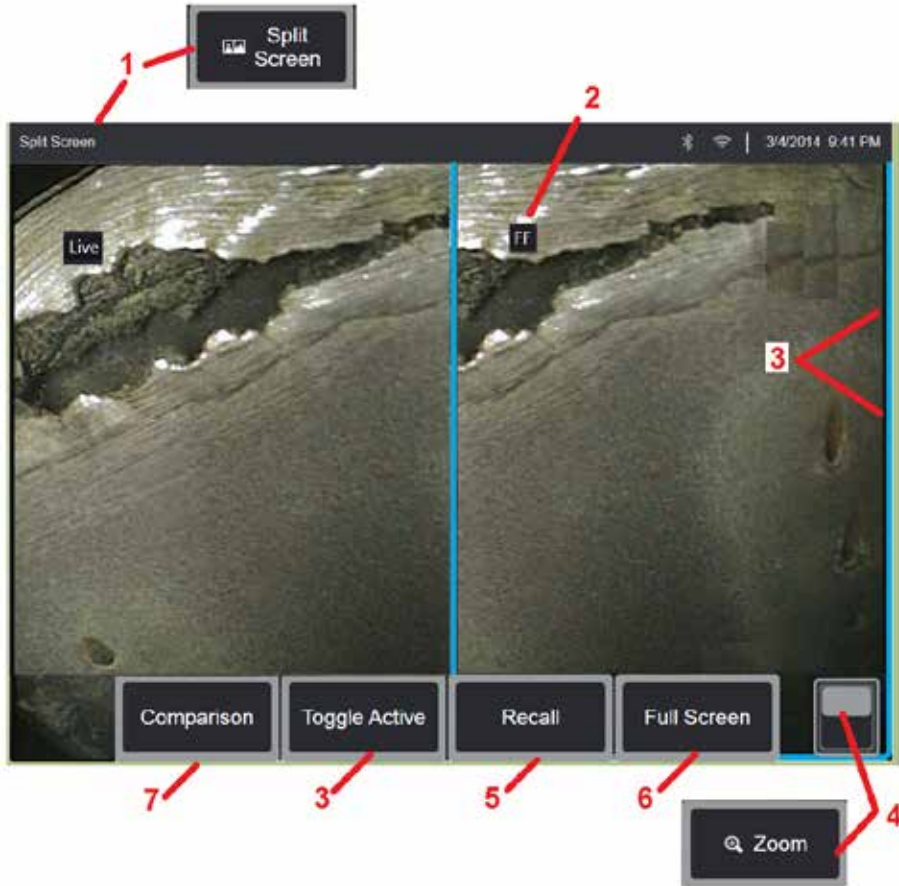 Split
Screen
1
2
Split Screen
3/4/2014 9:41 PM
Live
FF
3
Comparison
Toggle Active
Recall
Full Screen
7
3
5
6
4
Zoom